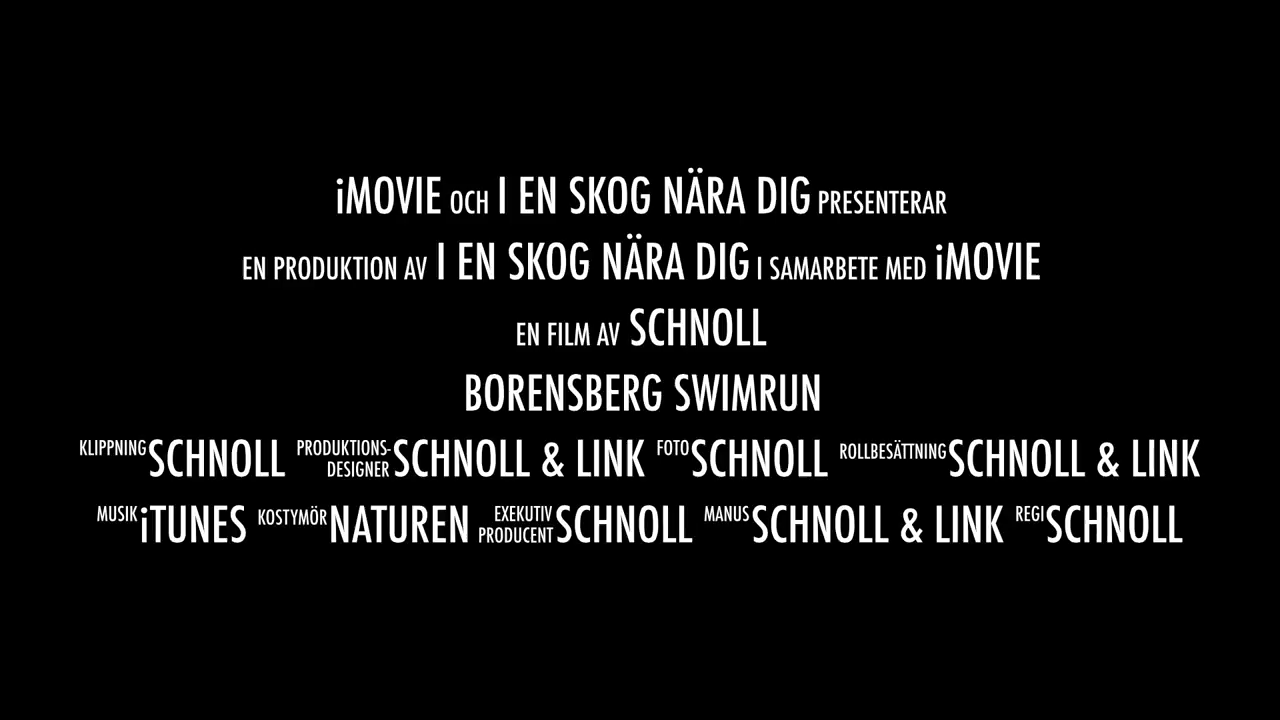 iMOVIE OCH I EN SKOG NÄRA DIG PRESENTERAR
EN PRODUKTION AV I EN SKOG NÄRA DIG I SAMARBETE MED iMOVIE
EN FILM AV SCHNOLL
BORENSBERG SWIMRUN
KLIPPNING SCHNOLL PRODUKTIONS-DESIGNER SCHNOLL & LINK FOTO SCHNOLL ROLLBESÄTTNING SCHNOLL & LINK
MUSIK iTUNES KOSTYMÖR NATUREN EXEKUTIV PRODUCENT SCHNOLL MANUS SCHNOLL & LINK REGI SCHNOLL